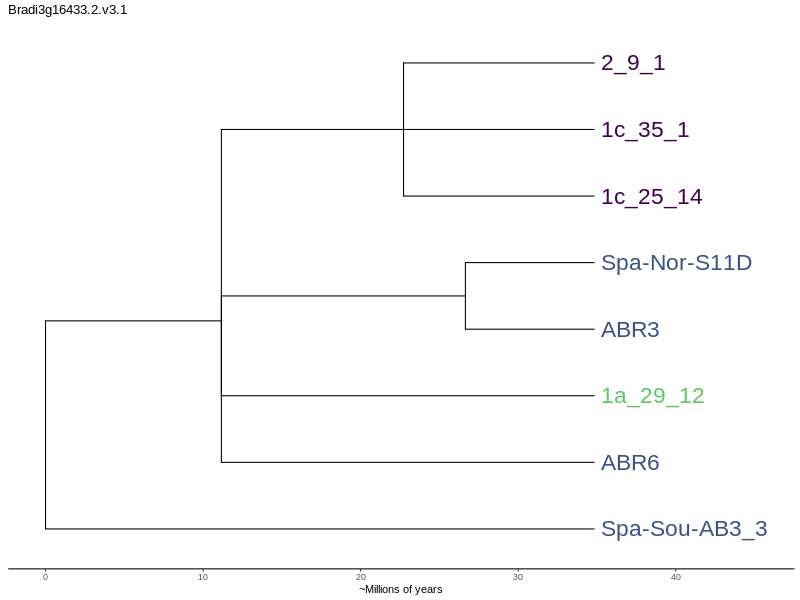 Bradi3g16433.2.v3.1
2_9_1
1c_35_1
1c_25_14
Spa-Nor-S11D
ABR3
1a_29_12
ABR6
Spa-Sou-AB3_3
0 10 20 30 40
~Millions of years